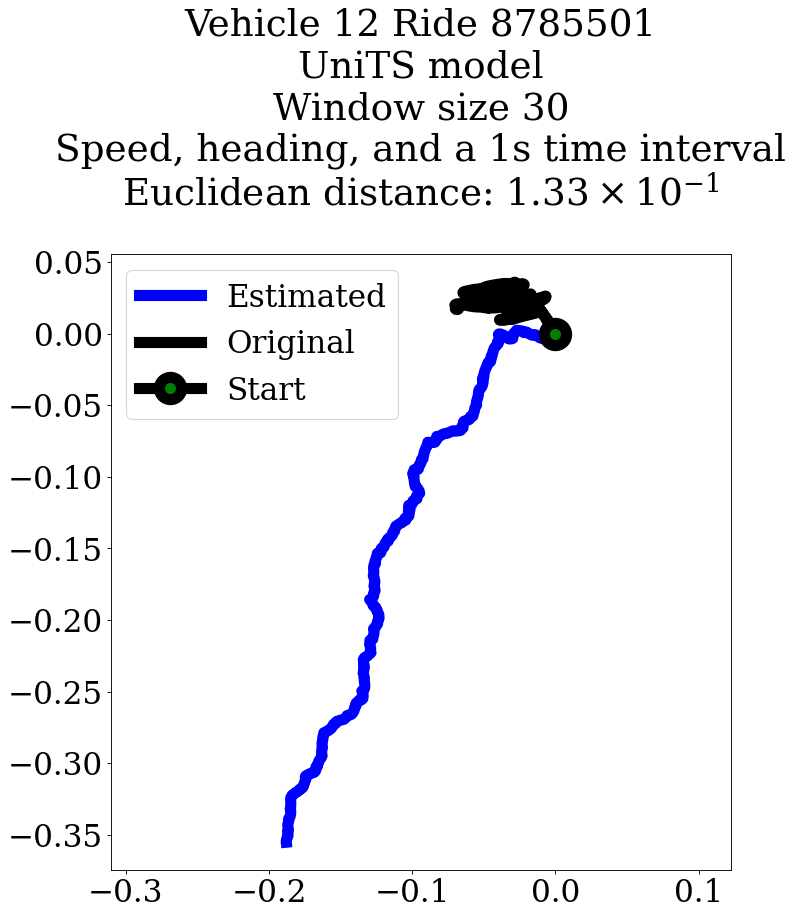 Vehicle 12 Ride 8785501
UniTS model
Window size 30
Speed, heading, and a 1s time interval
Euclidean distance: 1.33 × 10⁻¹
0.05
0.00
−0.05
−0.10
−0.15
−0.20
−0.25
−0.30
−0.35
Estimated
Original
Start
−0.3
−0.2
−0.1
0.0
0.1